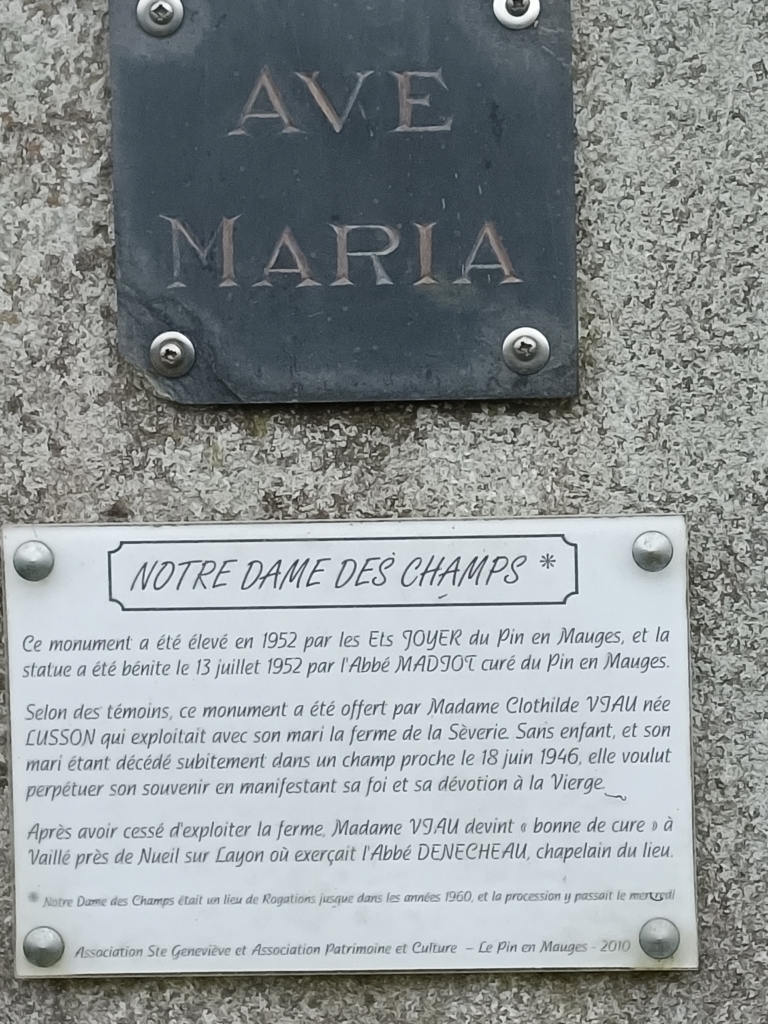 AVE
MARIA
NOTRE DAME DES CHAMPS *
Ce monument a été élevé en 1952 par les Ets JOYER du Pin en Mauges, et la
statue a été bénite le 13 juillet 1952 par l'Abbé MADIOT curé du Pin en Mauges.
Selon des témoins, ce monument a été offert par Madame Clothilde VIAU née
LUSSON qui exploitait avec son mari la ferme de la Sèverie. Sans enfant, et son
mari étant décédé subitement dans un champ proche le 18 juin 1946, elle voulut
perpétuer son souvenir en manifestant sa foi et sa dévotion à la Vierge.
Après avoir cessé d'exploiter la ferme, Madame VIAU devint « bonne de cure » à
Vaillé près de Nueil sur Layon où exerçait l'Abbé DENECHEAU, chapelain du lieu.
* Notre Dame des Champs était un lieu de Rogations jusque dans les années 1960, et la procession y passait le mercredi
Association Ste Geneviève et Association Patrimoine et Culture – Le Pin en Mauges - 2010